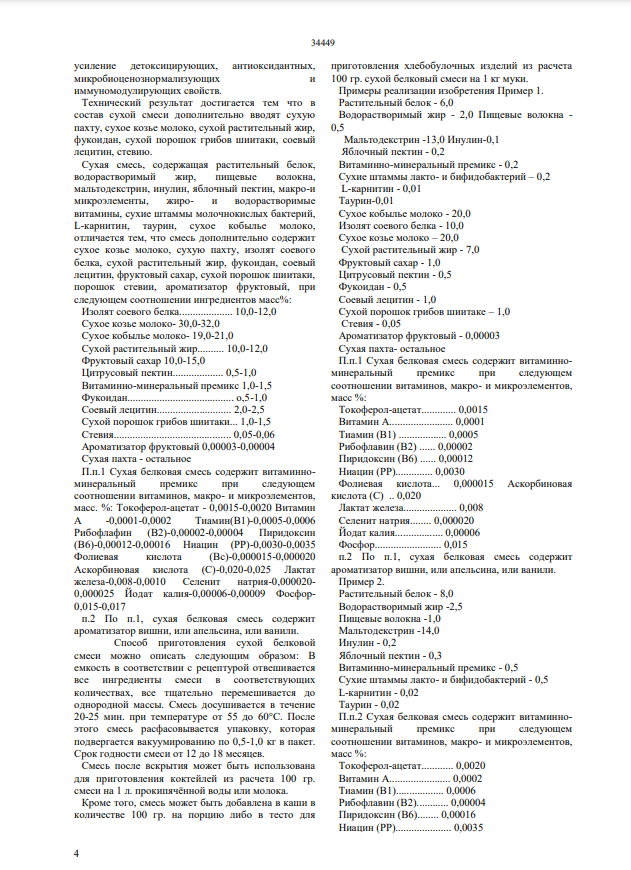 34449
усиление детоксицирующих, антиоксидантных,
микробиоценознормализующих и
иммуномодулирующих свойств.
Технический результат достигается тем что в
состав сухой смеси дополнительно вводят сухую
пахту, сухое козье молоко, сухой растительный жир,
фукоидан, сухой порошок грибов шиитаки, соевый
лецитин, стевию.
Сухая смесь, содержащая растительный белок,
водорастворимый жир, пищевые волокна,
мальтодекстрин, инулин, яблочный пектин, макро-и
микроэлементы, жиро- и водорастворимые
витамины, сухие штаммы молочнокислых бактерий,
L-карнитин, таурин, сухое кобылье молоко,
отличается тем, что смесь дополнительно содержит
сухое козье молоко, сухую пахту, изолят соевого
белка, сухой растительный жир, фукоидан, соевый
лецитин, фруктовый сахар, сухой порошок шиитаки,
порошок стевии, ароматизатор фруктовый, при
следующем соотношении ингредиентов масс%:
Изолят соевого белка................... 10,0-12,0
Сухое козье молоко- 30,0-32,0
Сухое кобылье молоко- 19,0-21,0
Сухой растительный жир.......... 10,0-12,0
Фруктовый сахар 10,0-15,0
Цитрусовый пектин................... 0,5-1,0
Витаминно-минеральный премикс 1,0-1,5
Фукоидан........................................ о,5-1,0
Соевый лецитин............................ 2,0-2,5
Сухой порошок грибов шиитаки... 1,0-1,5
Стевия............................................ 0,05-0,06
Ароматизатор фруктовый 0,00003-0,00004
Сухая пахта - остальное
П.п.1 Сухая белковая смесь содержит витаминно-
минеральный премикс при следующем
соотношении витаминов, макро- и микроэлементов,
масс. %: Токоферол-ацетат - 0,0015-0,0020 Витамин
А -0,0001-0,0002 Тиамин(В1)-0,0005-0,0006
Рибофлафин (В2)-0,00002-0,00004 Пиридоксин
(В6)-0,00012-0,00016 Ниацин (РР)-0,0030-0,0035
Фолиевая кислота (Вс)-0,000015-0,000020
Аскорбиновая кислота (С)-0,020-0,025 Лактат
железа-0,008-0,0010 Селенит натрия-0,000020-
0,000025 Йодат калия-0,00006-0,00009 Фосфор-
0,015-0,017
п.2 По п.1, сухая белковая смесь содержит
ароматизатор вишни, или апельсина, или ванили.
Способ приготовления сухой белковой
смеси можно описать следующим образом: В
емкость в соответствии с рецептурой отвешивается
все ингредиенты смеси в соответствующих
количествах, все тщательно перемешивается до
однородной массы. Смесь досушивается в течение
20-25 мин. при температуре от 55 до 60°С. После
этого смесь расфасовывается упаковку, которая
подвергается вакуумированию по 0,5-1,0 кг в пакет.
Срок годности смеси от 12 до 18 месяцев.
Смесь после вскрытия может быть использована
для приготовления коктейлей из расчета 100 гр.
смеси на 1 л. прокипячённой воды или молока.
Кроме того, смесь может быть добавлена в каши в
количестве 100 гр. на порцию либо в тесто для
приготовления хлебобулочных изделий из расчета
100 гр. сухой белковый смеси на 1 кг муки.
Примеры реализации изобретения Пример 1.
Растительный белок - 6,0
Водорастворимый жир - 2,0 Пищевые волокна -
0,5
Мальтодекстрин -13,0 Инулин-0,1
Яблочный пектин - 0,2
Витаминно-минеральный премикс - 0,2
Сухие штаммы лакто- и бифидобактерий – 0,2
L-карнитин - 0,01
Таурин-0,01
Сухое кобылье молоко - 20,0
Изолят соевого белка - 10,0
Сухое козье молоко – 20,0
Сухой растительный жир - 7,0
Фруктовый сахар - 1,0
Цитрусовый пектин - 0,5
Фукоидан - 0,5
Соевый лецитин - 1,0
Сухой порошок грибов шиитаке – 1,0
Стевия - 0,05
Ароматизатор фруктовый - 0,00003
Сухая пахта- остальное
П.п.1 Сухая белковая смесь содержит витаминно-
минеральный премикс при следующем
соотношении витаминов, макро- и микроэлементов,
масс %:
Токоферол-ацетат............. 0,0015
Витамин А........................ 0,0001
Тиамин (В1) .................. 0,0005
Рибофлавин (В2) ...... 0,00002
Пиридоксин (В6) ...... 0,00012
Ниацин (РР).............. 0,0030
Фолиевая кислота... 0,000015 Аскорбиновая
кислота (С) .. 0,020
Лактат железа.................... 0,008
Селенит натрия........ 0,000020
Йодат калия.................. 0,00006
Фосфор......................... 0,015
п.2 По п.1, сухая белковая смесь содержит
ароматизатор вишни, или апельсина, или ванили.
Пример 2.
Растительный белок - 8,0
Водорастворимый жир -2,5
Пищевые волокна -1,0
Мальтодекстрин -14,0
Инулин - 0,2
Яблочный пектин - 0,3
Витаминно-минеральный премикс - 0,5
Сухие штаммы лакто- и бифидобактерий - 0,5
L-карнитин - 0,02
Таурин - 0,02
П.п.2 Сухая белковая смесь содержит витаминно-
минеральный премикс при следующем
соотношении витаминов, макро- и микроэлементов,
масс %:
Токоферол-ацетат............ 0,0020
Витамин А....................... 0,0002
Тиамин (В1).................. 0,0006
Рибофлавин (В2)............ 0,00004
Пиридоксин (В6)........ 0,00016
Ниацин (РР)..................... 0,0035
4